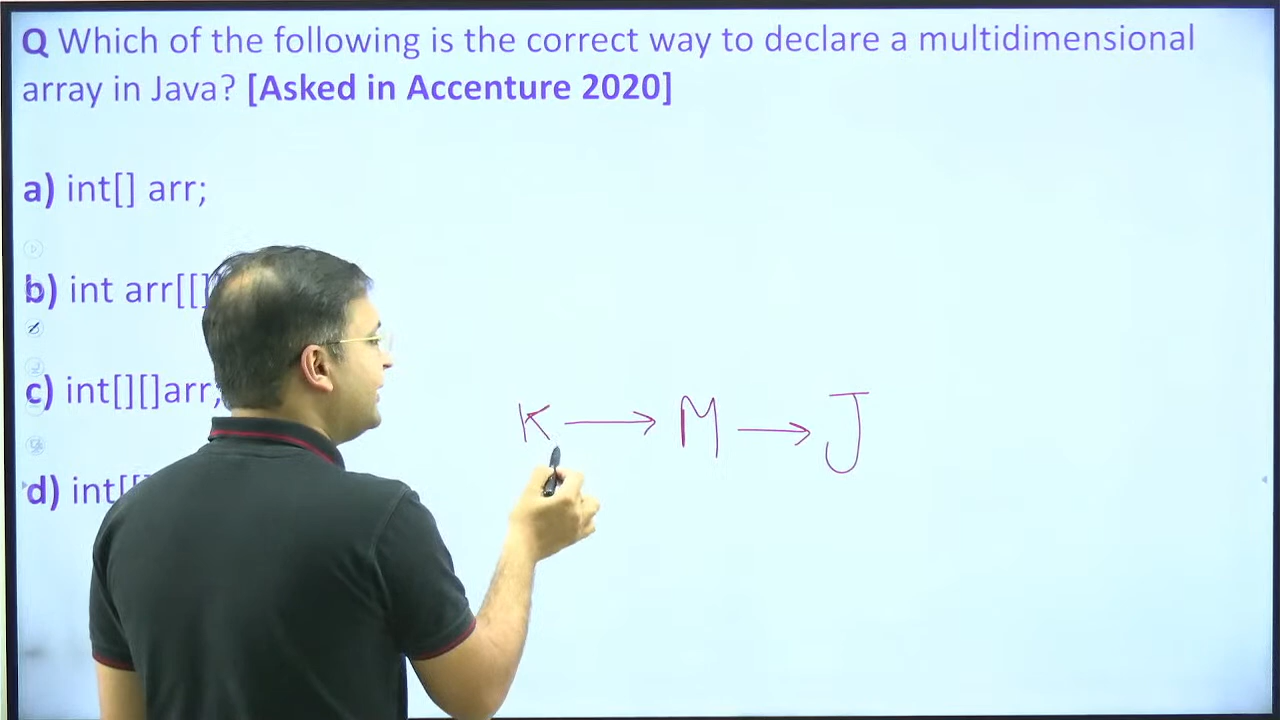 Q Which of the following is the correct way to declare a multidimensional
array in Java? [Asked in Accenture 2020]
a) int[] arr;
b) int arr[[]
c) int[][]arr;
d) int[[
K → M → J